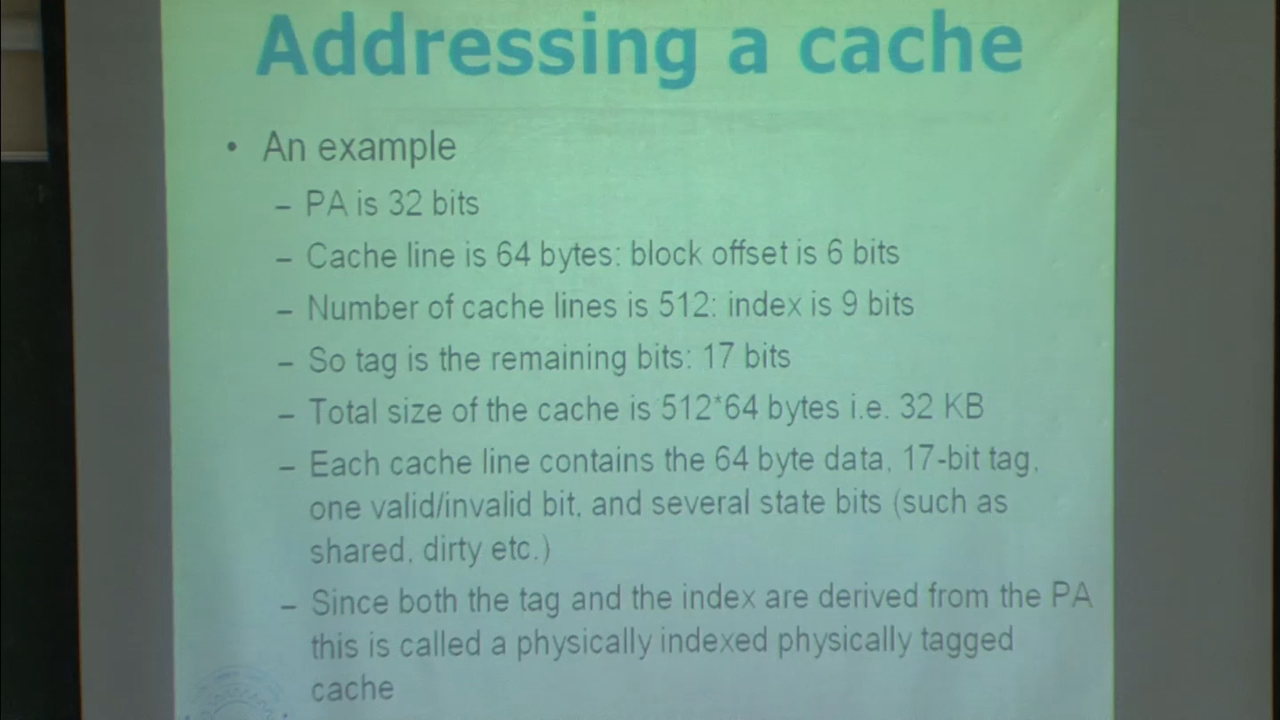 Addressing a cache
• An example
– PA is 32 bits
– Cache line is 64 bytes: block offset is 6 bits
– Number of cache lines is 512: index is 9 bits
– So tag is the remaining bits: 17 bits
– Total size of the cache is 512*64 bytes i.e. 32 KB
– Each cache line contains the 64 byte data, 17-bit tag,
one valid/invalid bit, and several state bits (such as
shared, dirty etc.)
– Since both the tag and the index are derived from the PA
this is called a physically indexed physically tagged
cache